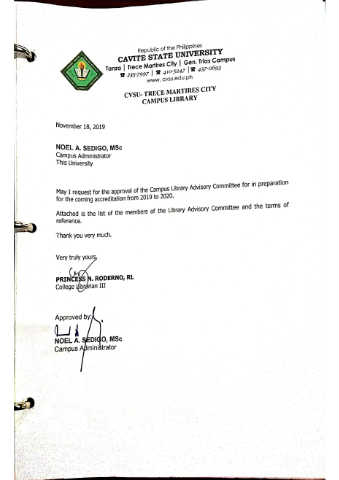 Republic of the Philippines
CAVITE STATE UNIVERSITY
Tanza | Trece Martires City | Gen. Trias Campus
www.cvsu.edu.ph
CVSU- TRECE MARTIRES CITY
CAMPUS LIBRARY
November 18, 2019
NOEL A. SEDIGO, MSc
Campus Administrator
This University
May I request for the approval of the Campus Library Advisory Committee for in preparation
for the coming accreditation from 2019 to 2020.
Attached is the list of the members of the Library Advisory Committee and the terms of
reference.
Thank you very much.
Very truly yours,
PRINCESS N. RODERNO, RL
College Librarian III
Approved by:
NOEL A. SEDIGO, MSc
Campus Administrator